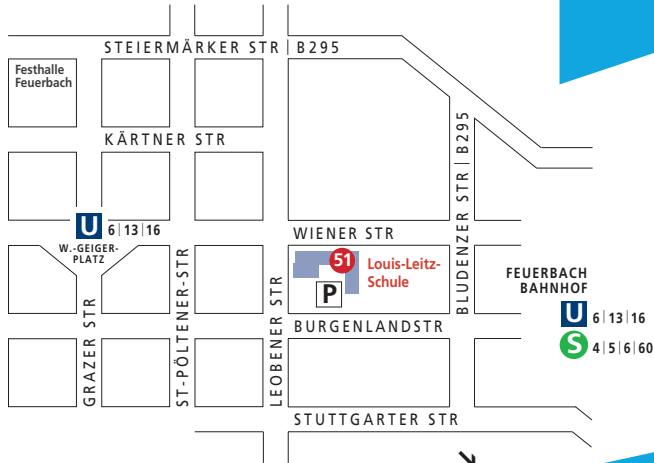 STEIERMÄRKER STR | B295
Festhalle
Feuerbach
KÄRTNER STR
BLUDENZER STR | B295
U 6 | 13 | 16
W.-GEIGER-
PLATZ
WIENER STR
51
Louis-Leitz-
Schule
P
FEUERBACH
BAHNHOF
U 6 | 13 | 16
S 4 | 5 | 6 | 60
BURGENLANDSTR
GRAZER STR
ST-PÖLTENER-STR
LEOBENER STR
STUTTGARTER STR